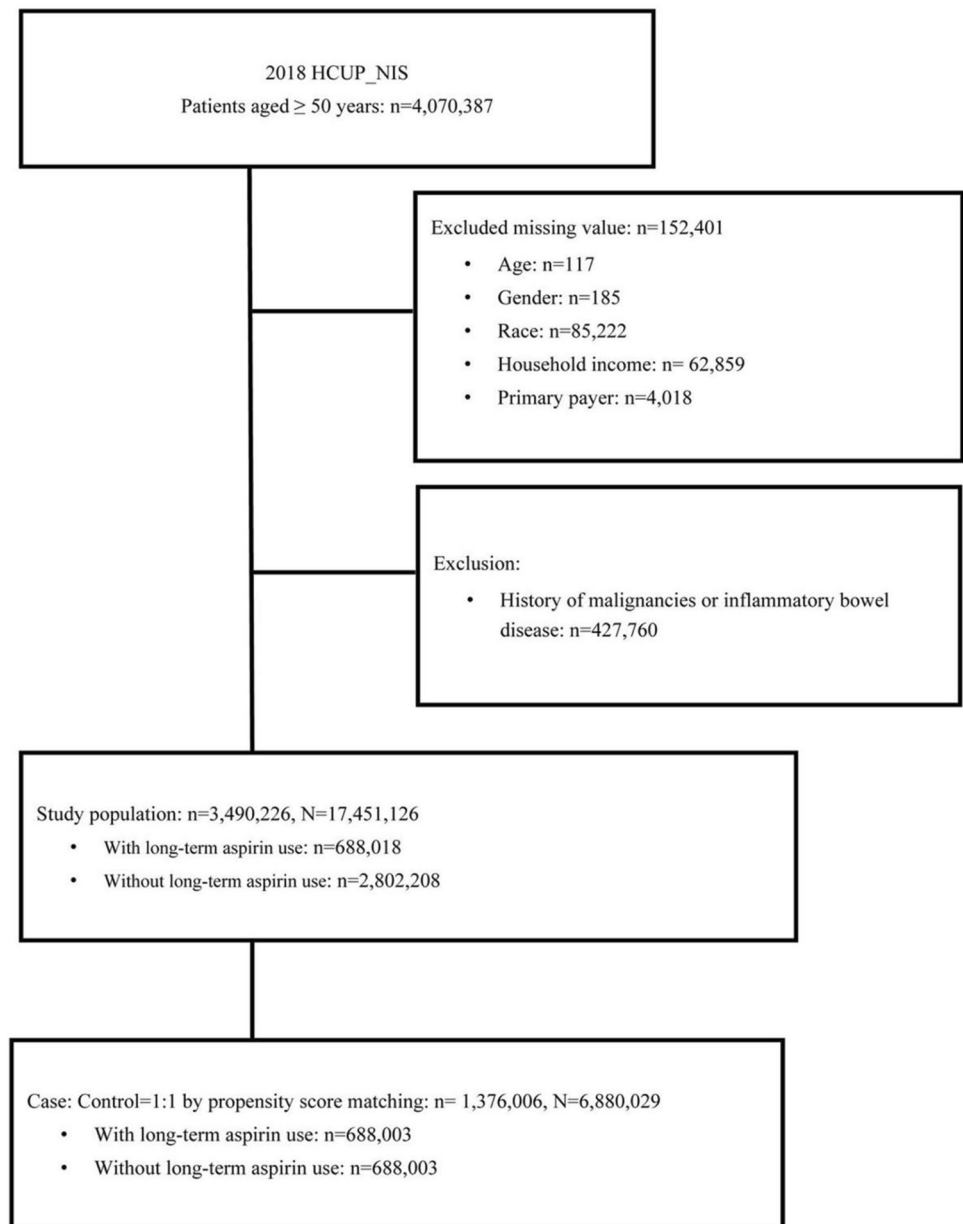 2018 HCUP_NIS
Patients aged ≥ 50 years: n=4,070,387
Excluded missing value: n=152,401
• Age: n=117
• Gender: n=185
• Race: n=85,222
• Household income: n= 62,859
• Primary payer: n=4,018
Exclusion:
• History of malignancies or inflammatory bowel
disease: n=427,760
Study population: n=3,490,226, N=17,451,126
• With long-term aspirin use: n=688,018
• Without long-term aspirin use: n=2,802,208
Case: Control=1:1 by propensity score matching: n= 1,376,006, N=6,880,029
• With long-term aspirin use: n=688,003
• Without long-term aspirin use: n=688,003